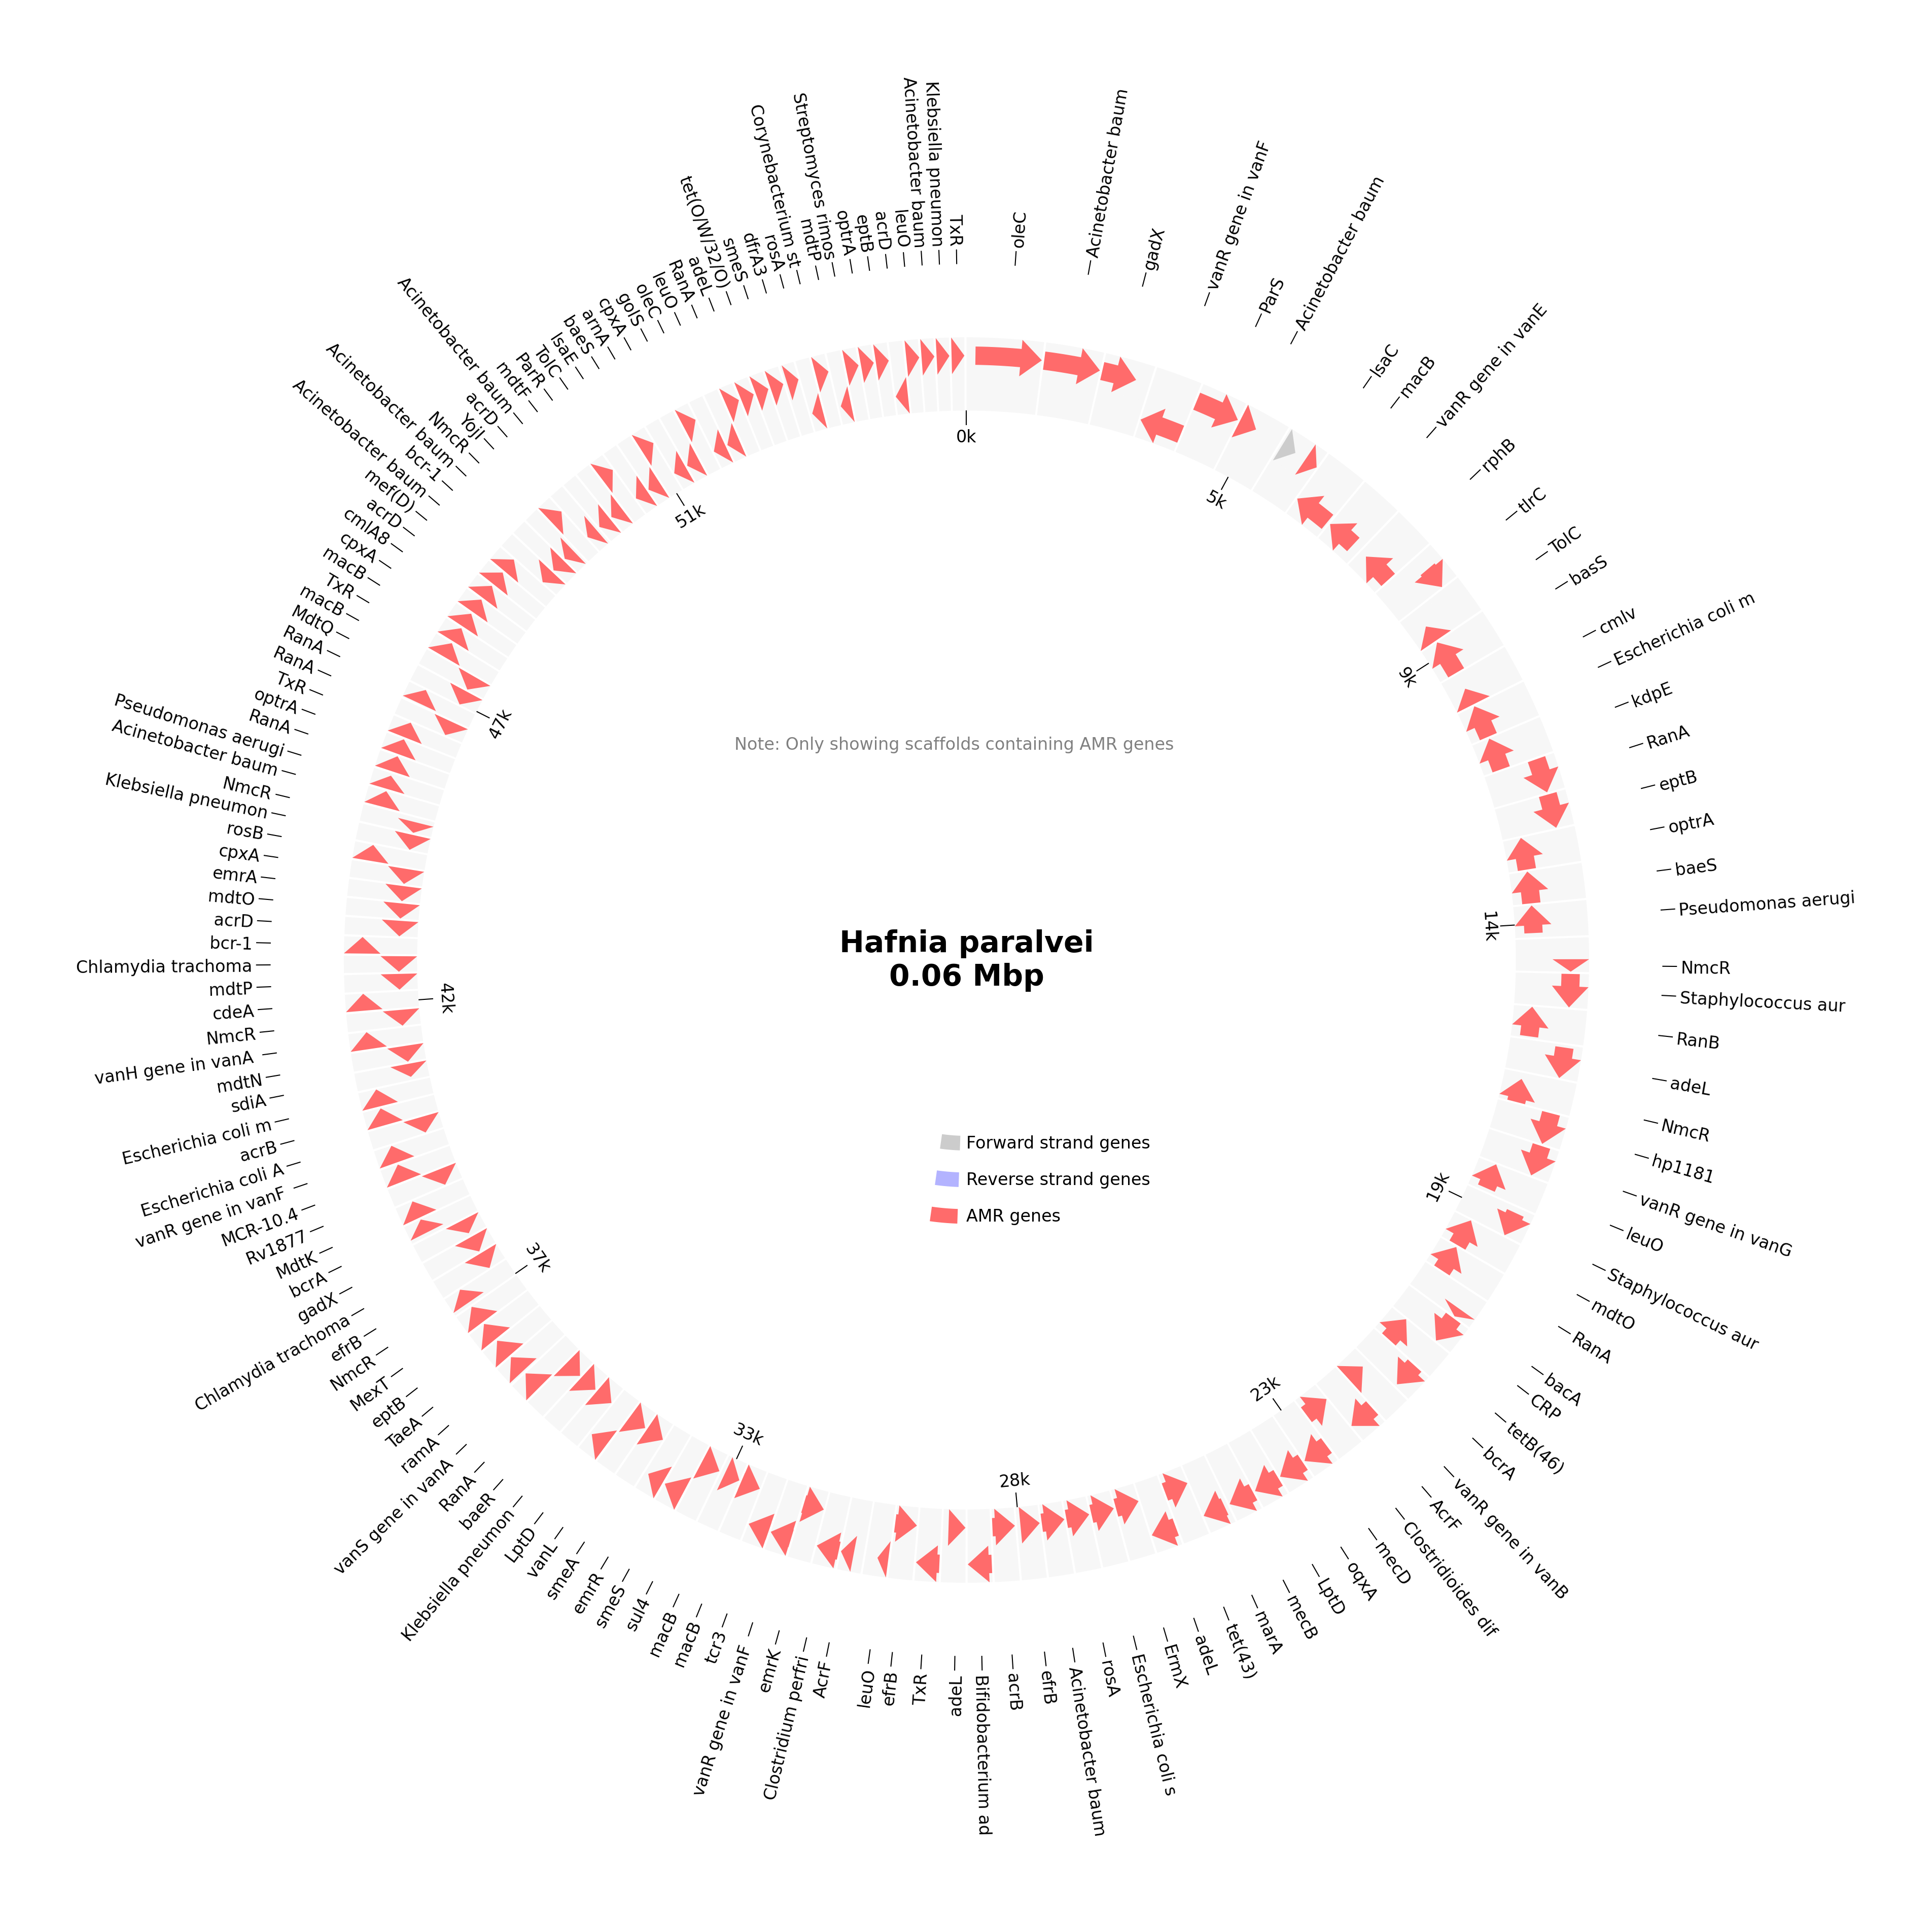 oleC
Acinetobacter baum
gadX
vanR gene in vanF
ParS
Acinetobacter baum
lsaC
macB
vanR gene in vanE
rphB
tlrC
TolC
basS
cmlv
Escherichia coli m
kdpE
RanA
eptB
optrA
baeS
Pseudomonas aerugi
NmcR
Staphylococcus aur
RanB
adeL
NmcR
hp1181
vanR gene in vanG
leuO
Staphylococcus aur
mdtO
RanA
bacA
CRP
tetB(46)
bcrA
vanR gene in vanB
AcrF
Clostridioides dif
mecD
oqxA
LptD
mecB
marA
tet(43)
adeL
ErmX
Escherichia coli s
rosA
Acinetobacter baum
efrB
acrB
Bifidobacterium ad
adeL
TxR
efrB
leuO
AcrF
Clostridium perfri
emrK
vanR gene in vanF
tcr3
macB
macB
sul4
smeS
emrR
smeA
vanL
LptD
Klebsiella pneumon
baeR
RanA
vanS gene in vanA
ramA
TaeA
eptB
MexT
NmcR
efrB
Chlamydia trachoma
gadX
bcrA
MdtK
Rv1877
MCR-10.4
vanR gene in vanF
Escherichia coli A
acrB
Escherichia coli m
sdiA
mdtN
vanH gene in vanA
NmcR
cdeA
mdtP
Chlamydia trachoma
bcr-1
acrD
mdtO
emrA
cpxA
rosB
Klebsiella pneumon
NmcR
Acinetobacter baum
Pseudomonas aerugi
RanA
optrA
TxR
RanA
RanA
MdtQ
macB
TxR
macB
cpxA
cmlA8
acrD
mef(D)
Acinetobacter baum
bcr-1
Acinetobacter baum
NmcR
YojI
acrD
Acinetobacter baum
mdtF
ParR
TolC
lsaE
baeS
arnA
cpxA
golS
oleC
leuO
RanA
adeL
tet(O/W/32/O)
smeS
dfrA3
rosA
Corynebacterium st
mdtP
Streptomyces rimos
optrA
eptB
acrD
leuO
Acinetobacter baum
Klebsiella pneumon
TxR
0k
5k
9k
14k
19k
23k
28k
33k
37k
42k
47k
51k
Note: Only showing scaffolds containing AMR genes
Hafnia paralvei
0.06 Mbp
Forward strand genes
Reverse strand genes
AMR genes